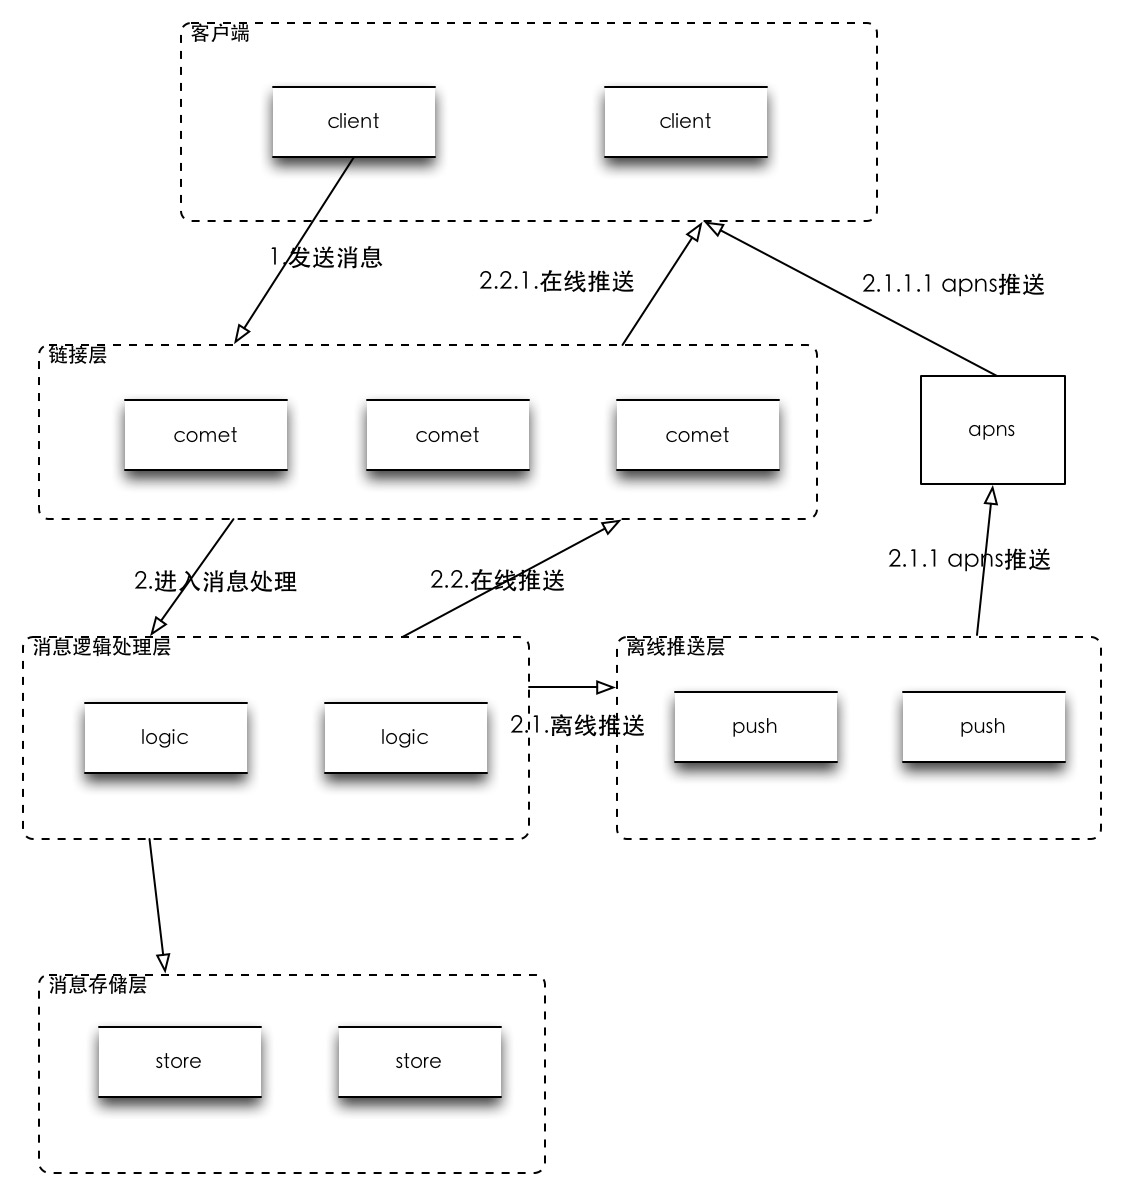 客户端
client
client
1.发送消息
2.2.1.在线推送
2.1.1.1 apns推送
链接层
comet
comet
comet
apns
2.进入消息处理
2.2.在线推送
2.1.1 apns推送
消息逻辑处理层
logic
logic
2.1.离线推送
离线推送层
push
push
消息存储层
store
store